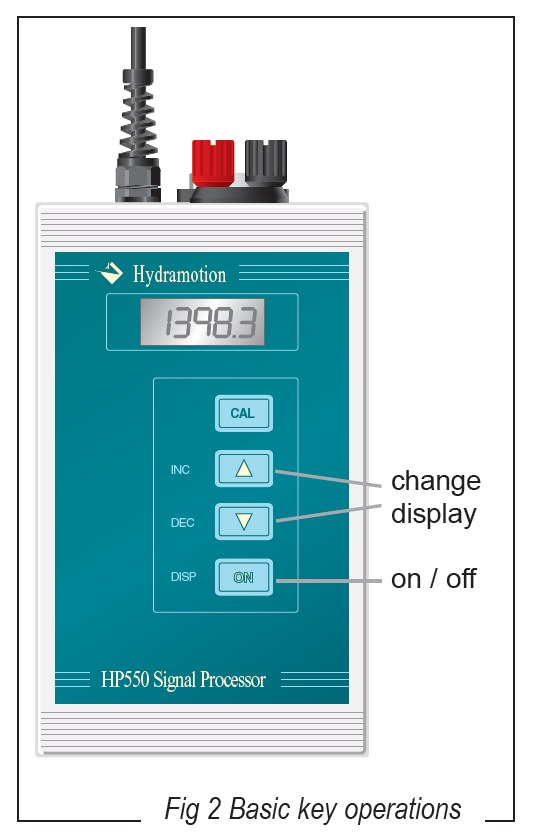 Hydramotion
1398.3
CAL
INC
change
display
DEC
DISP
ON
on / off
HP550 Signal Processor
Fig 2 Basic key operations